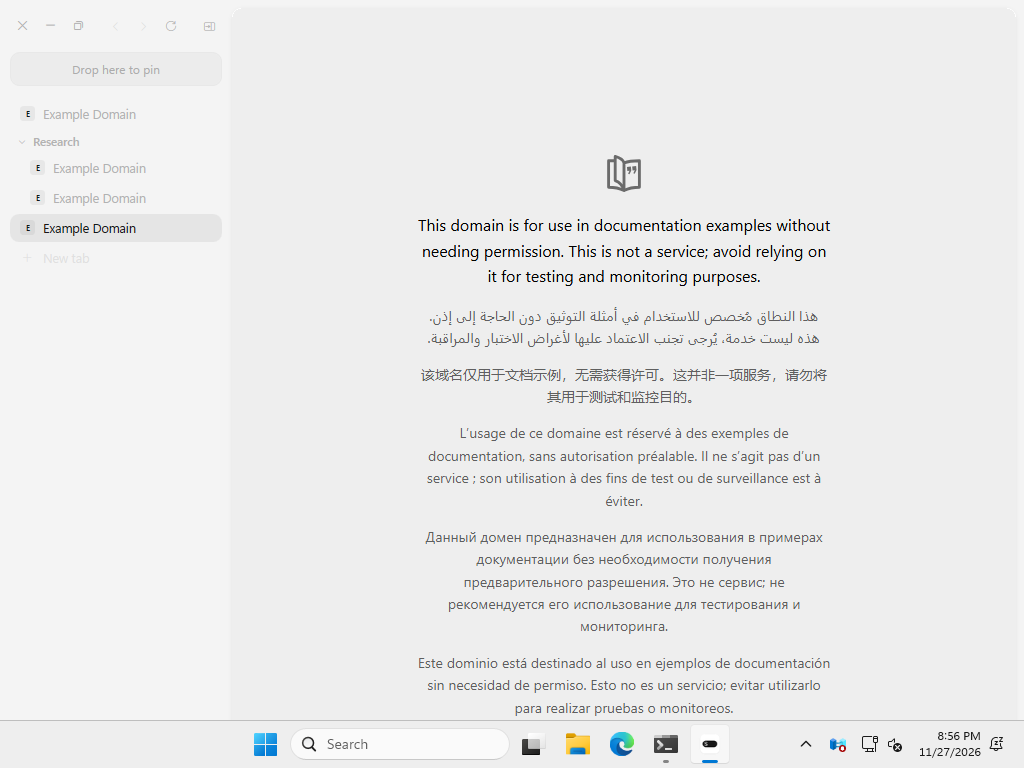 Drop here to pin
E Example Domain
Research
E Example Domain
E Example Domain
E Example Domain
New tab
This domain is for use in documentation examples without
needing permission. This is not a service; avoid relying on
it for testing and monitoring purposes.
هذا النطاق مُخصص للاستخدام في أمثلة التوثيق دون الحاجة إلى إذن.
هذه ليست خدمة، يُرجى تجنب الاعتماد عليها لأغراض الاختبار والمراقبة.
该域名仅用于文档示例，无需获得许可。这并非一项服务，请勿将
其用于测试和监控目的。
L’usage de ce domaine est réservé à des exemples de
documentation, sans autorisation préalable. Il ne s’agit pas d’un
service ; son utilisation à des fins de test ou de surveillance est à
éviter.
Данный домен предназначен для использования в примерах
документации без необходимости получения
предварительного разрешения. Это не сервис; не
рекомендуется его использование для тестирования и
мониторинга.
Este dominio está destinado al uso en ejemplos de documentación
sin necesidad de permiso. Esto no es un servicio; evitar utilizarlo
para realizar pruebas o monitoreos.
Search
8:56 PM
11/27/2026